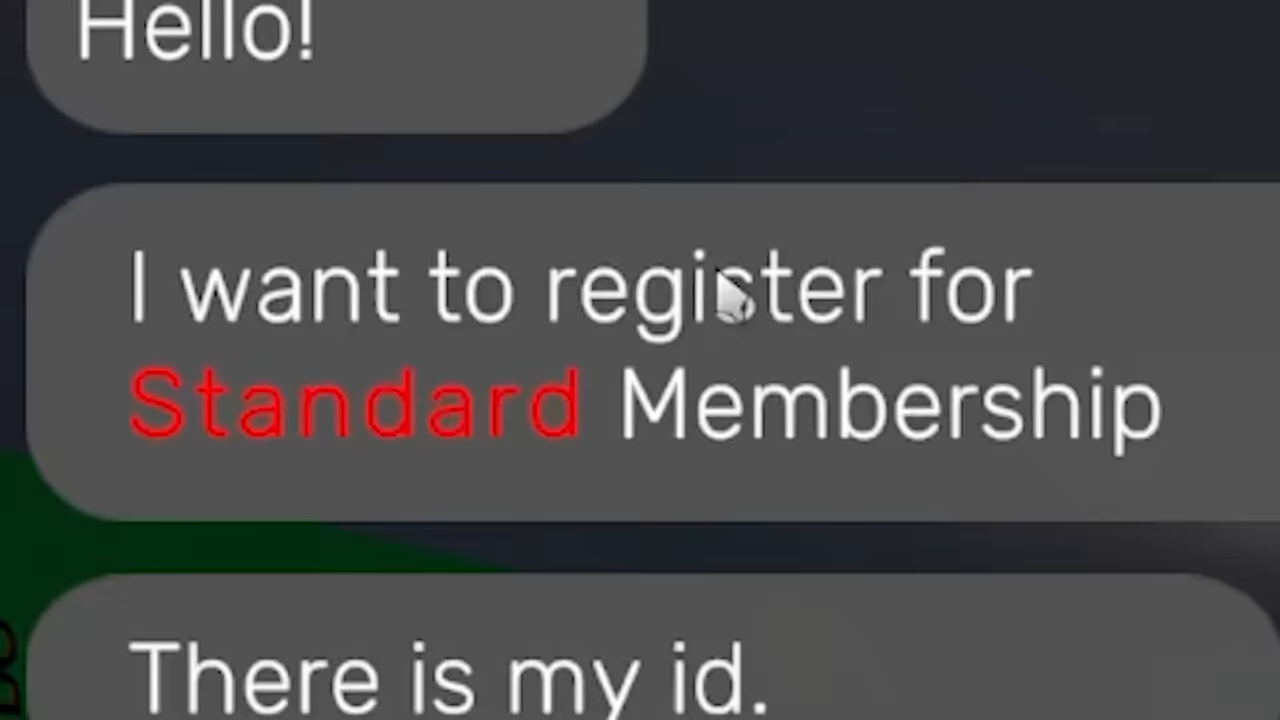 Hello!
I want to register for
Standard Membership
There is my id.